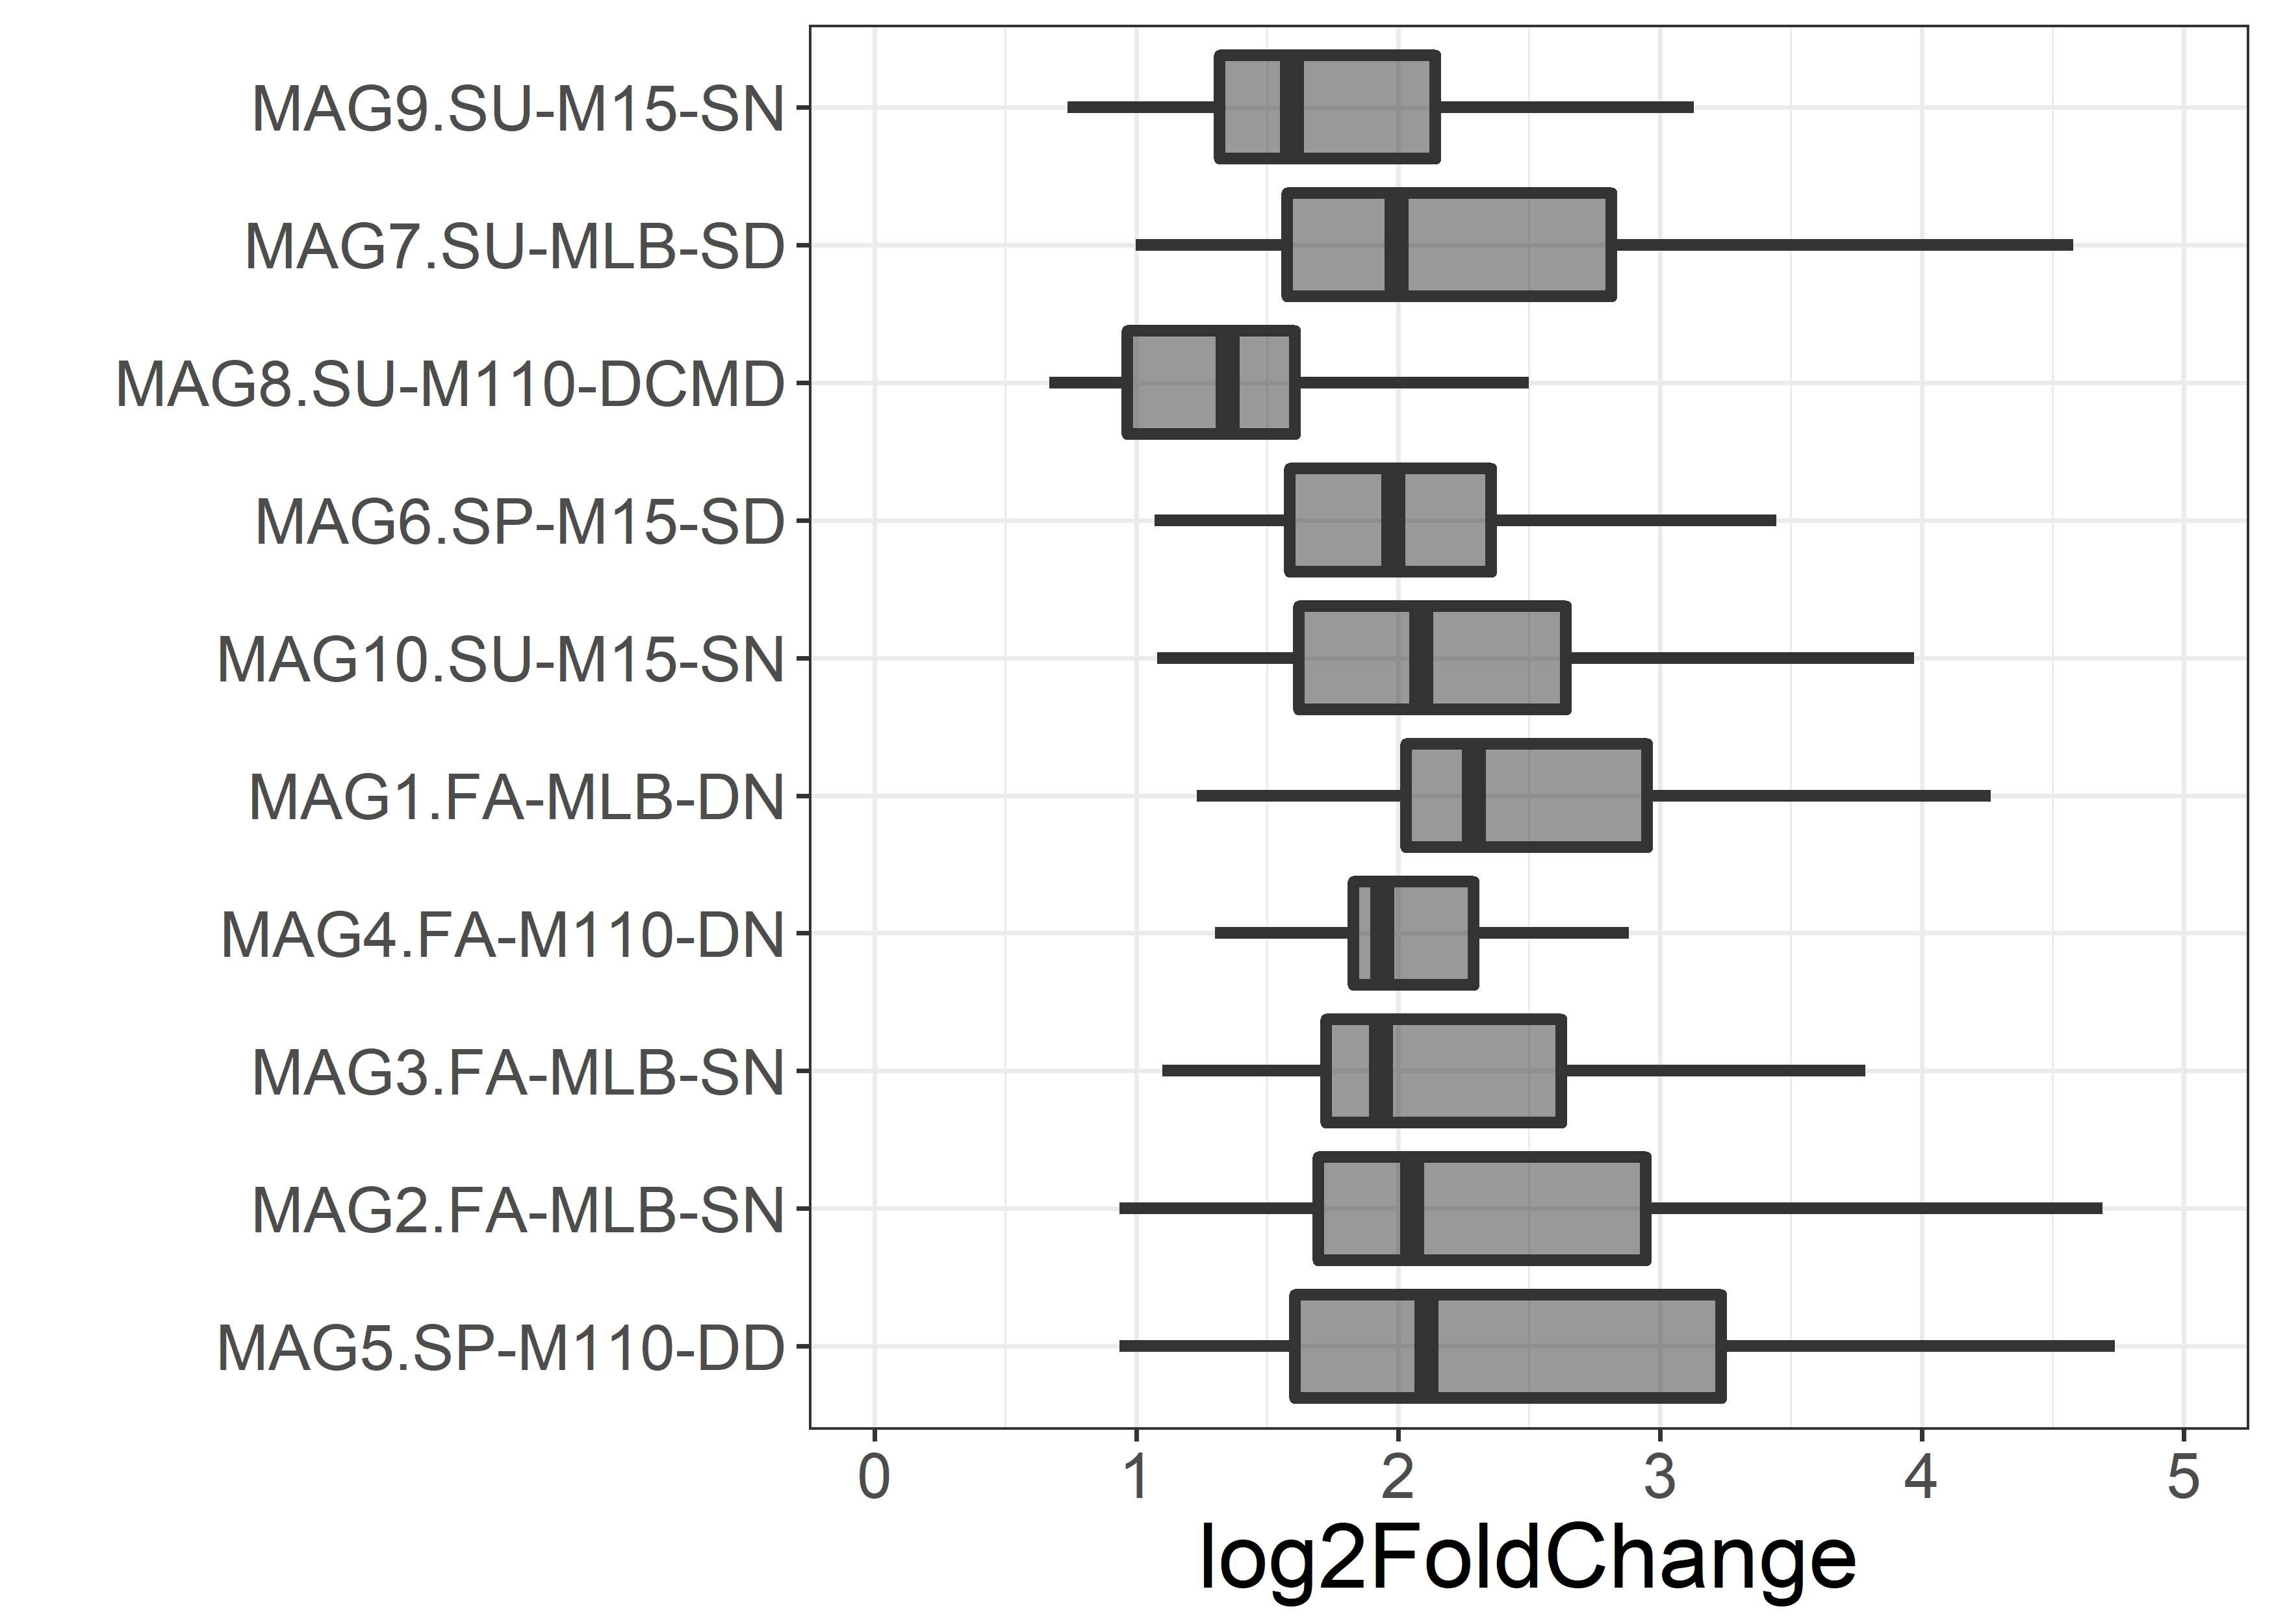 MAG9.SU-M15-SN
MAG7.SU-MLB-SD
MAG8.SU-M110-DCMD
MAG6.SP-M15-SD
MAG10.SU-M15-SN
MAG1.FA-MLB-DN
MAG4.FA-M110-DN
MAG3.FA-MLB-SN
MAG2.FA-MLB-SN
MAG5.SP-M110-DD
0 1 2 3 4 5
log2FoldChange